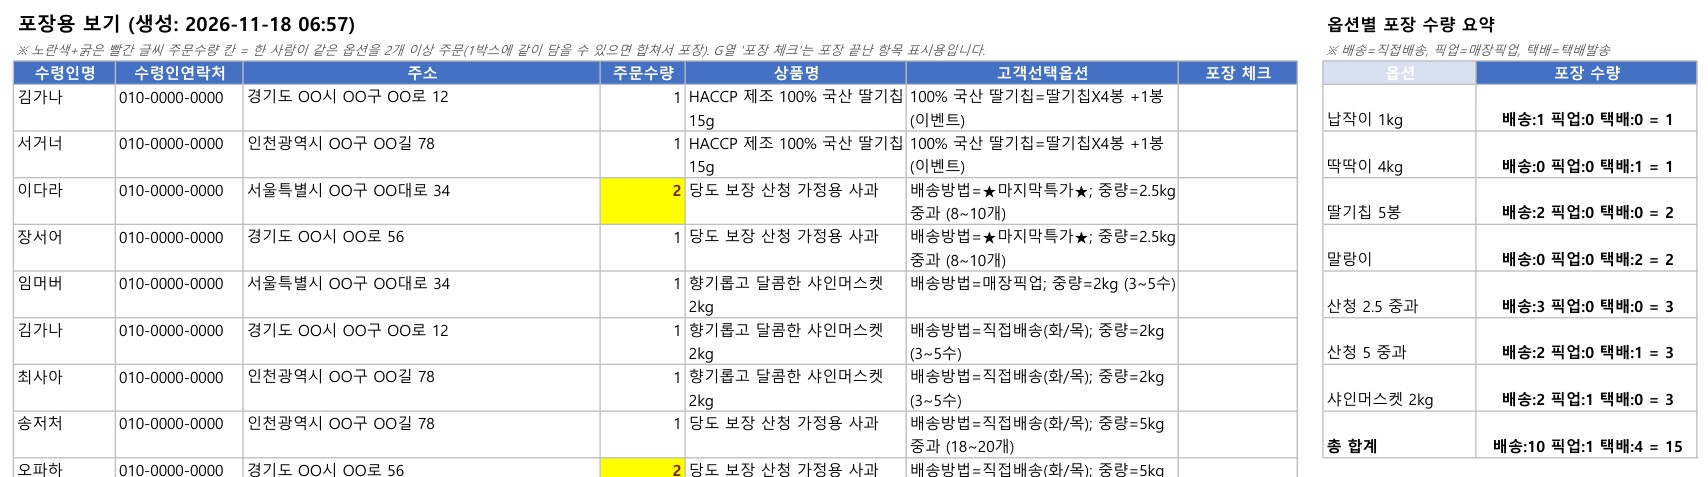 포장용 보기 (생성: 2026-11-18 06:57)
※ 노란색+굵은 빨간 글씨 주문수량 칸 = 한 사람이 같은 옵션을 2개 이상 주문(1박스에 같이 담을 수 있으면 합쳐서 포장). G열 '포장 체크'는 포장 끝난 항목 표시용입니다.
수령인명 수령인연락처 주소 주문수량 상품명 고객선택옵션 포장 체크
김가나 010-0000-0000 경기도 OO시 OO구 OO로 12 1 HACCP 제조 100% 국산 딸기칩 100% 국산 딸기칩=딸기칩X4봉 +1봉
15g (이벤트)
서거너 010-0000-0000 인천광역시 OO구 OO길 78 1 HACCP 제조 100% 국산 딸기칩 100% 국산 딸기칩=딸기칩X4봉 +1봉
15g (이벤트)
이다라 010-0000-0000 서울특별시 OO구 OO대로 34 2 당도 보장 산청 가정용 사과 배송방법=★마지막특가★; 중량=2.5kg
중과 (8~10개)
장서어 010-0000-0000 경기도 OO시 OO로 56 1 당도 보장 산청 가정용 사과 배송방법=★마지막특가★; 중량=2.5kg
중과 (8~10개)
임머버 010-0000-0000 서울특별시 OO구 OO대로 34 1 향기롭고 달콤한 샤인머스켓 배송방법=매장픽업; 중량=2kg (3~5수)
2kg
김가나 010-0000-0000 경기도 OO시 OO구 OO로 12 1 향기롭고 달콤한 샤인머스켓 배송방법=직접배송(화/목); 중량=2kg
2kg (3~5수)
최사아 010-0000-0000 인천광역시 OO구 OO길 78 1 향기롭고 달콤한 샤인머스켓 배송방법=직접배송(화/목); 중량=2kg
2kg (3~5수)
송저처 010-0000-0000 인천광역시 OO구 OO길 78 1 당도 보장 산청 가정용 사과 배송방법=직접배송(화/목); 중량=5kg
중과 (18~20개)
오파하 010-0000-0000 경기도 OO시 OO로 56 2 당도 보장 산청 가정용 사과 배송방법=직접배송(화/목); 중량=5kg
옵션별 포장 수량 요약
※ 배송=직접배송, 픽업=매장픽업, 택배=택배발송
옵션 포장 수량
납작이 1kg 배송:1 픽업:0 택배:0 = 1
딱딱이 4kg 배송:0 픽업:0 택배:1 = 1
딸기칩 5봉 배송:2 픽업:0 택배:0 = 2
말랑이 배송:0 픽업:0 택배:2 = 2
산청 2.5 중과 배송:3 픽업:0 택배:0 = 3
산청 5 중과 배송:2 픽업:0 택배:1 = 3
샤인머스켓 2kg 배송:2 픽업:1 택배:0 = 3
총 합계 배송:10 픽업:1 택배:4 = 15